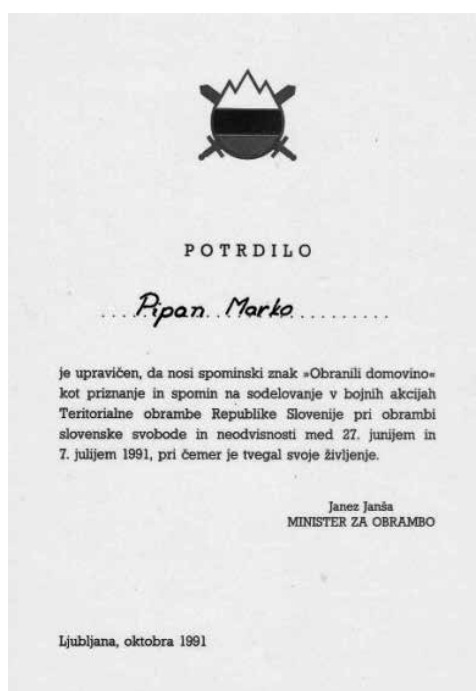 POTRDILO
Pipan Marko
je upravičen, da nosi spominski znak »Obranili domovino«
kot priznanje in spomin na sodelovanje v bojnih akcijah
Teritorialne obrambe Republike Slovenije pri obrambi
slovenske svobode in neodvisnosti med 27. junijem in
7. julijem 1991, pri čemer je tvegal svoje življenje.
Janez Janša
MINISTER ZA OBRAMBO
Ljubljana, oktobra 1991